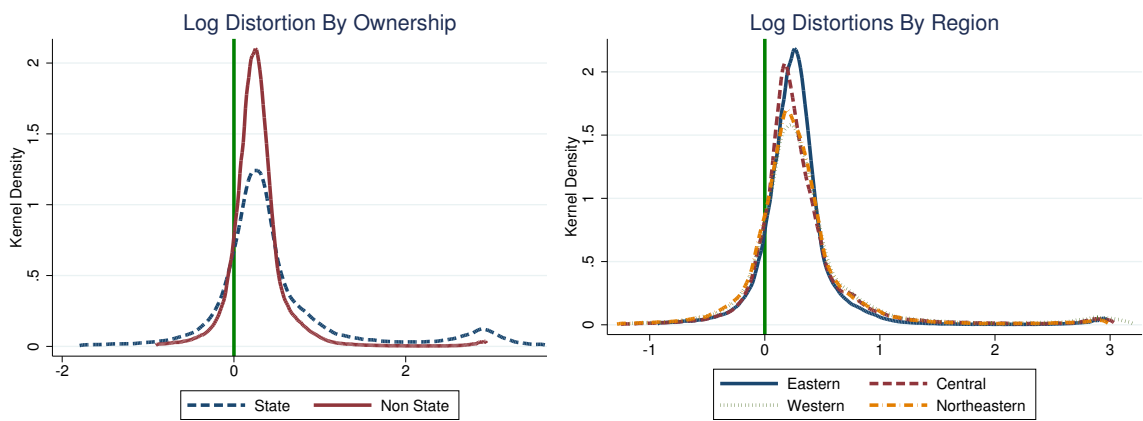 Log Distortion By Ownership
Kernel Density
2
1.5
1
.5
0
-2
0
2
State
Non State
Log Distortions By Region
Kernel Density
2
1.5
1
.5
0
-1
0
1
2
3
Eastern
Central
Western
Northeastern